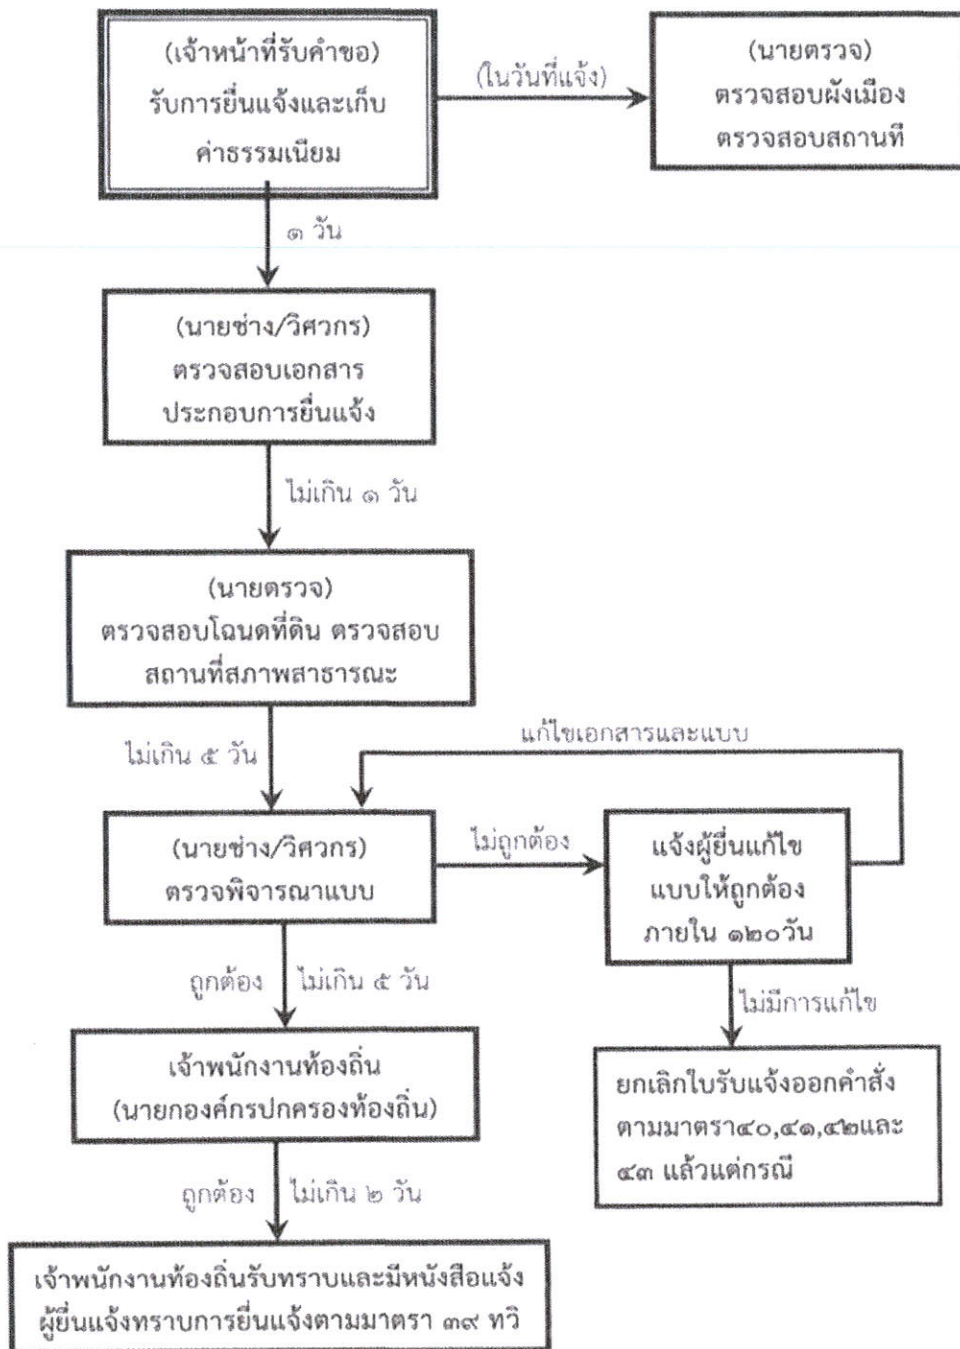 (เจ้าหน้าที่รับคำขอ)
รับการยื่นแจ้งและเก็บ
ค่าธรรมเนียม
(ในวันที่แจ้ง)
(นายตรวจ)
ตรวจสอบผังเมือง
ตรวจสอบสถานที่
๑ วัน
(นายช่าง/วิศวกร)
ตรวจสอบเอกสาร
ประกอบการยื่นแจ้ง
ไม่เกิน ๑ วัน
(นายตรวจ)
ตรวจสอบโฉนดที่ดิน ตรวจสอบ
สถานที่สภาพสาธารณะ
ไม่เกิน ๕ วัน
แก้ไขเอกสารและแบบ
(นายช่าง/วิศวกร)
ตรวจพิจารณาแบบ
ไม่ถูกต้อง
แจ้งผู้ยื่นแก้ไข
แบบให้ถูกต้อง
ภายใน ๑๒๐วัน
ถูกต้อง ไม่เกิน ๕ วัน
ไม่มีการแก้ไข
เจ้าพนักงานท้องถิ่น
(นายกองค์กรปกครองท้องถิ่น)
ยกเลิกใบรับแจ้งออกคำสั่ง
ตามมาตรา๔๐,๔๑,๔๒และ
๔๓ แล้วแต่กรณี
ถูกต้อง ไม่เกิน ๒ วัน
เจ้าพนักงานท้องถิ่นรับทราบและมีหนังสือแจ้ง
ผู้ยื่นแจ้งทราบการยื่นแจ้งตามมาตรา ๓๙ ทวิ